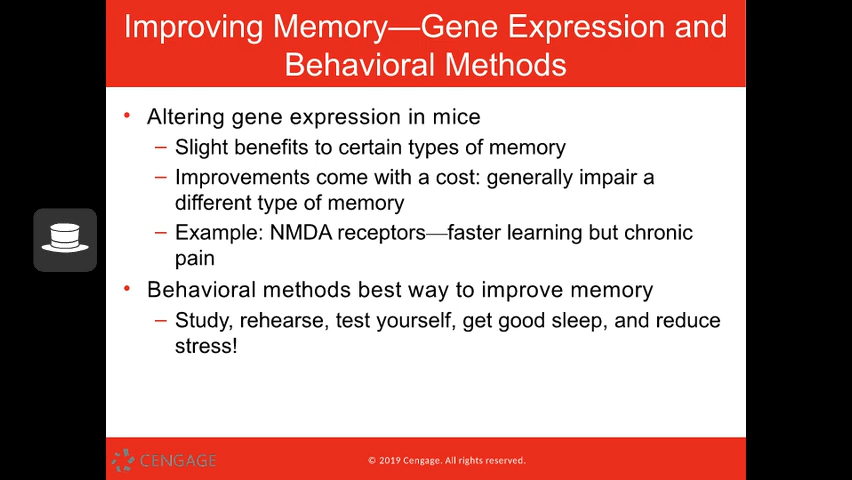 Improving Memory—Gene Expression and
Behavioral Methods
• Altering gene expression in mice
– Slight benefits to certain types of memory
– Improvements come with a cost: generally impair a
different type of memory
– Example: NMDA receptors—faster learning but chronic
pain
• Behavioral methods best way to improve memory
– Study, rehearse, test yourself, get good sleep, and reduce
stress!
CENGAGE
© 2019 Cengage. All rights reserved.